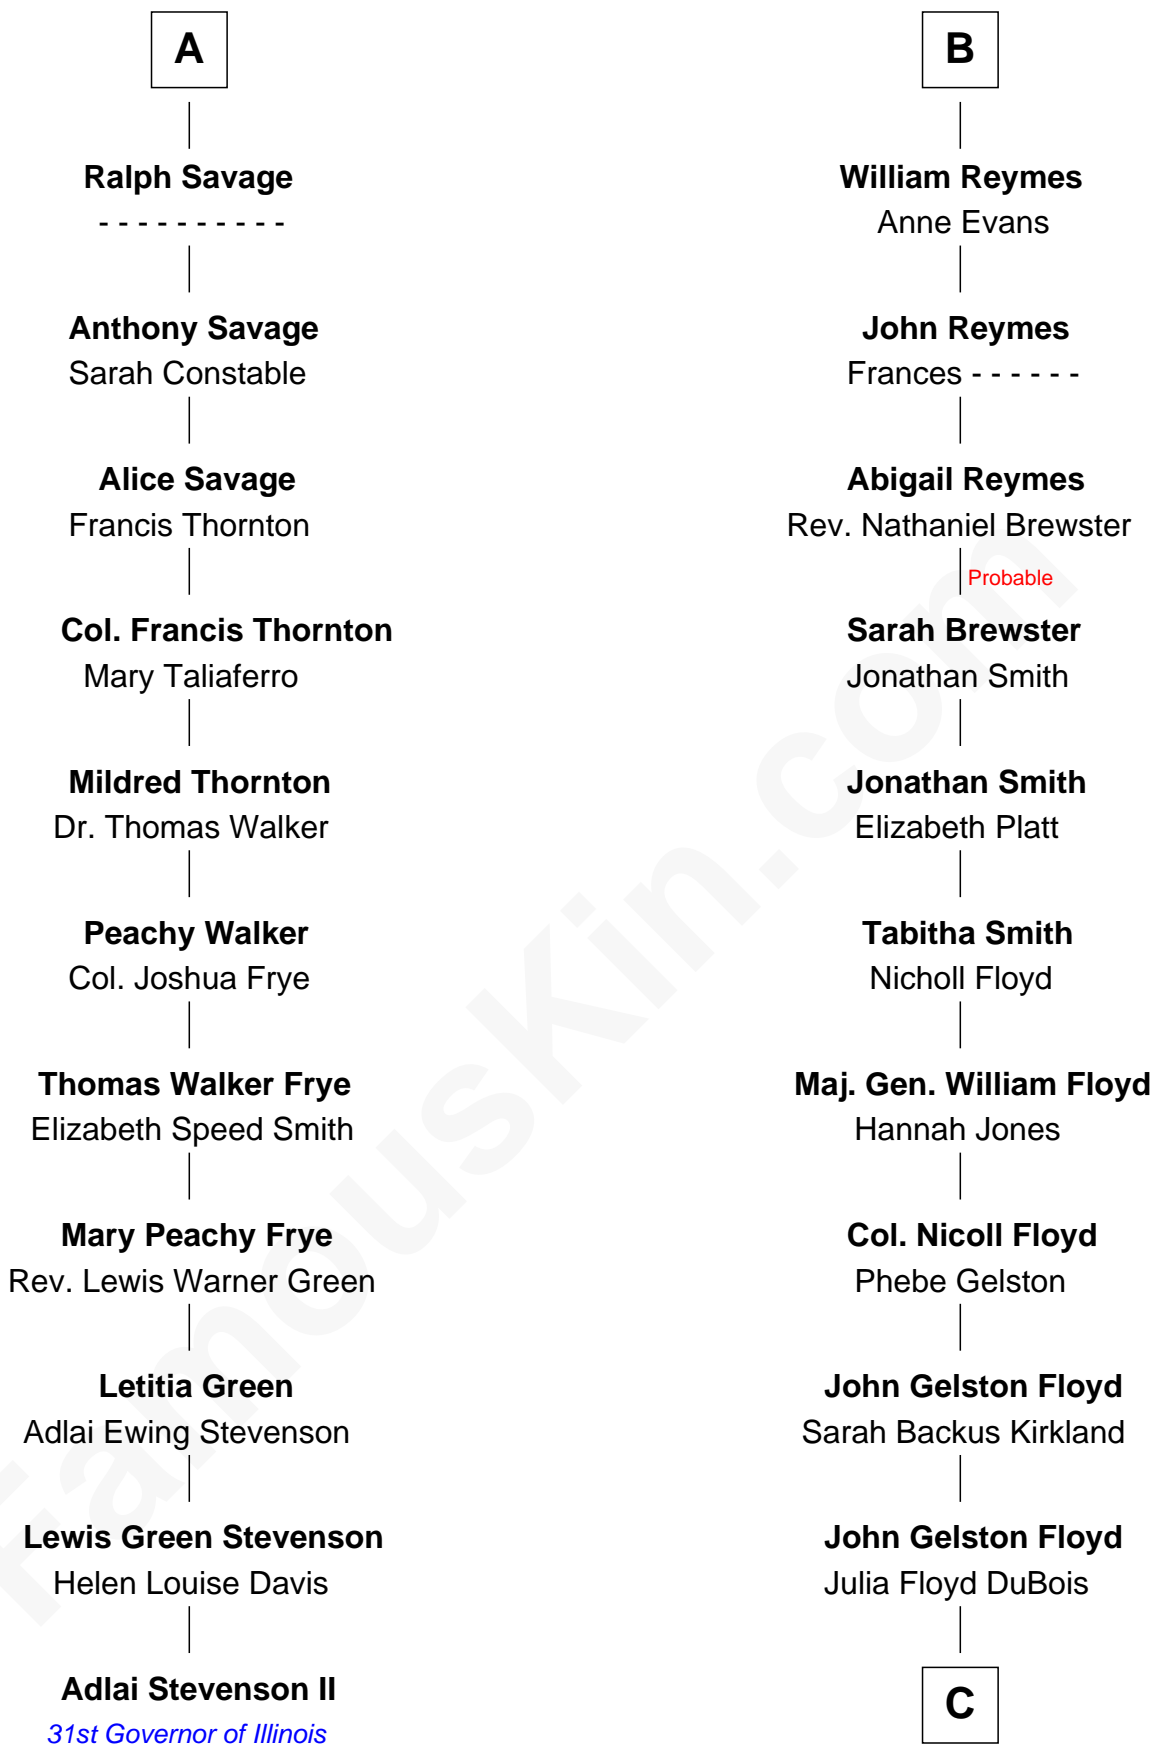 A
Ralph Savage
- - - - - - - - - -
Anthony Savage
Sarah Constable
Alice Savage
Francis Thornton
Col. Francis Thornton
Mary Taliaferro
Mildred Thornton
Dr. Thomas Walker
Peachy Walker
Col. Joshua Frye
Thomas Walker Frye
Elizabeth Speed Smith
Mary Peachy Frye
Rev. Lewis Warner Green
Letitia Green
Adlai Ewing Stevenson
Lewis Green Stevenson
Helen Louise Davis
Adlai Stevenson II
31st Governor of Illinois
B
William Reymes
Anne Evans
John Reymes
Frances - - - - - -
Abigail Reymes
Rev. Nathaniel Brewster
Probable
Sarah Brewster
Jonathan Smith
Jonathan Smith
Elizabeth Platt
Tabitha Smith
Nicholl Floyd
Maj. Gen. William Floyd
Hannah Jones
Col. Nicoll Floyd
Phebe Gelston
John Gelston Floyd
Sarah Backus Kirkland
John Gelston Floyd
Julia Floyd DuBois
C
FamousKin.com